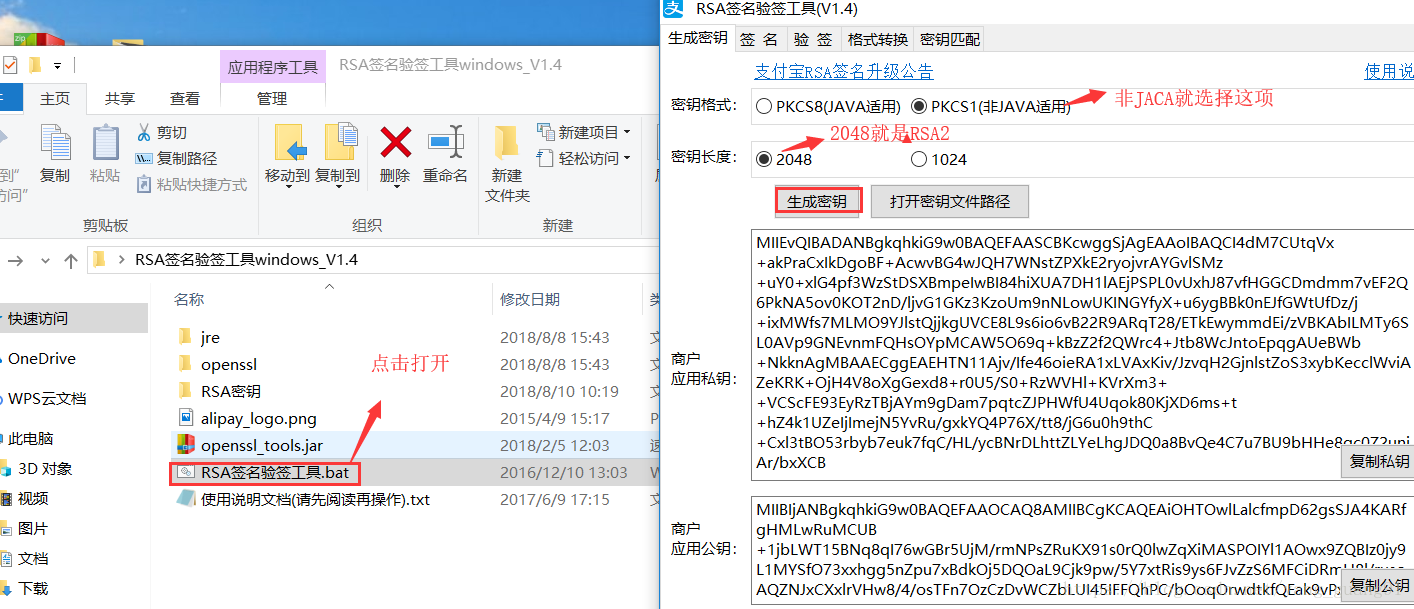 zip
应用程序工具
RSA签名验签工具windows_V1.4
主页
共享
查看
管理
复制
粘贴
剪切
复制路径
粘贴快捷方式
移动到
复制到
删除
重命名
新建
文件夹
新建项目
轻松访问
剪贴板
组织
新建
RSA签名验签工具windows_V1.4
快速访问
OneDrive
WPS云文档
此电脑
3D 对象
视频
图片
文档
下载
名称
修改日期
类
jre
2018/8/8 15:43
openssl
2018/8/8 15:43
RSA密钥
2018/8/10 10:19
alipay_logo.png
2015/4/9 15:17
P
openssl_tools.jar
2018/2/5 12:03
RSA签名验签工具.bat
2016/12/10 13:03
W
使用说明文档(请先阅读再操作).txt
2017/6/9 17:15
点击打开
支
RSA签名验签工具(V1.4)
生成密钥
签 名
验 签
格式转换
密钥匹配
支付宝RSA签名升级公告
使用说
密钥格式:
PKCS8(JAVA适用)
PKCS1(非JAVA适用)
非JACA就选择这项
2048就是RSA2
密钥长度:
2048
1024
生成密钥
打开密钥文件路径
商户
应用私钥:
MIIEvQIBADANBgkqhkiG9w0BAQEFAASCBKcwggSjAgEAAoIBAQCI4dM7CUtqVx
+akPraCxIkDgoBF+AcwvBG4wJQH7WNstZPXkE2ryojvrAYGvlSMz
+uY0+xlG4pf3WzStDSXBmpeIwBI84hiXUA7DH1lAEjPSPL0vUxhJ87vfHGGCDmdmm7vEF2Q
6PkNA5ov0KOT2nD/ljvG1GKz3KzoUm9nNLowUKINGYfyX+u6ygBBk0nEJfGWtUfDz/j
+ixMWfs7MLMO9YJlstQjjkgUVCE8L9s6io6vB22R9ARqT28/ETkEwymmdEi/zVBKAbILMTy6S
L0AVp9GNEvnmFQHsOYpMCAW5O69q+kBzZ2f2QWrc4+Jtb8WcJntoEpqgAUeBWb
+NkknAgMBAAECggEAEHTN11Ajv/Ife46oieRA1xLVAxKiv/JzvqH2GjnlstZoS3xybKecclWviA
ZeKRK+OjH4V8oXgGexd8+r0U5/S0+RzWVHl+KVrXm3+
+VCScFE93EyRzTBjAYm9gDam7pqtcZJPHWfU4Uqok80KjXD6ms+t
+hZ4k1UZeIjImejN5YvRu/gxkYQ4P76X/tt8/jG6u0h9thC
+CxI3tBO53rbyb7euk7fqC/HL/ycBNrDLhttZLYeLhgJDQ0a8BvQe4C7u7BU9bHHe8
Ar/bxXCB
复制私钥
商户
应用公钥:
MIIBIjANBgkqhkiG9w0BAQEFAAOCAQ8AMIIBCgKCAQEAiOHTOwlLalcfmpD62gsSJA4KARf
gHMLwRuMCUB
+1jbLWT15BNq8qI76wGBr5UjM/rmNPsZRuKX91s0rQ0lwZqXiMASPOIYl1AOwx9ZQBIz0jy9
L1MYSfO73xxhgg5nZpu7xBdkOj5DQOaL9Cjk9pw/5Y7xtRis9ys6FJvZzS6MFCiDRm
AQZNJxCXxlrVHw8/4/osTFn7OzCzDvWCZbLUl45IFFQhPC/bOoqOrwdtkfQEak9vP
复制公钥